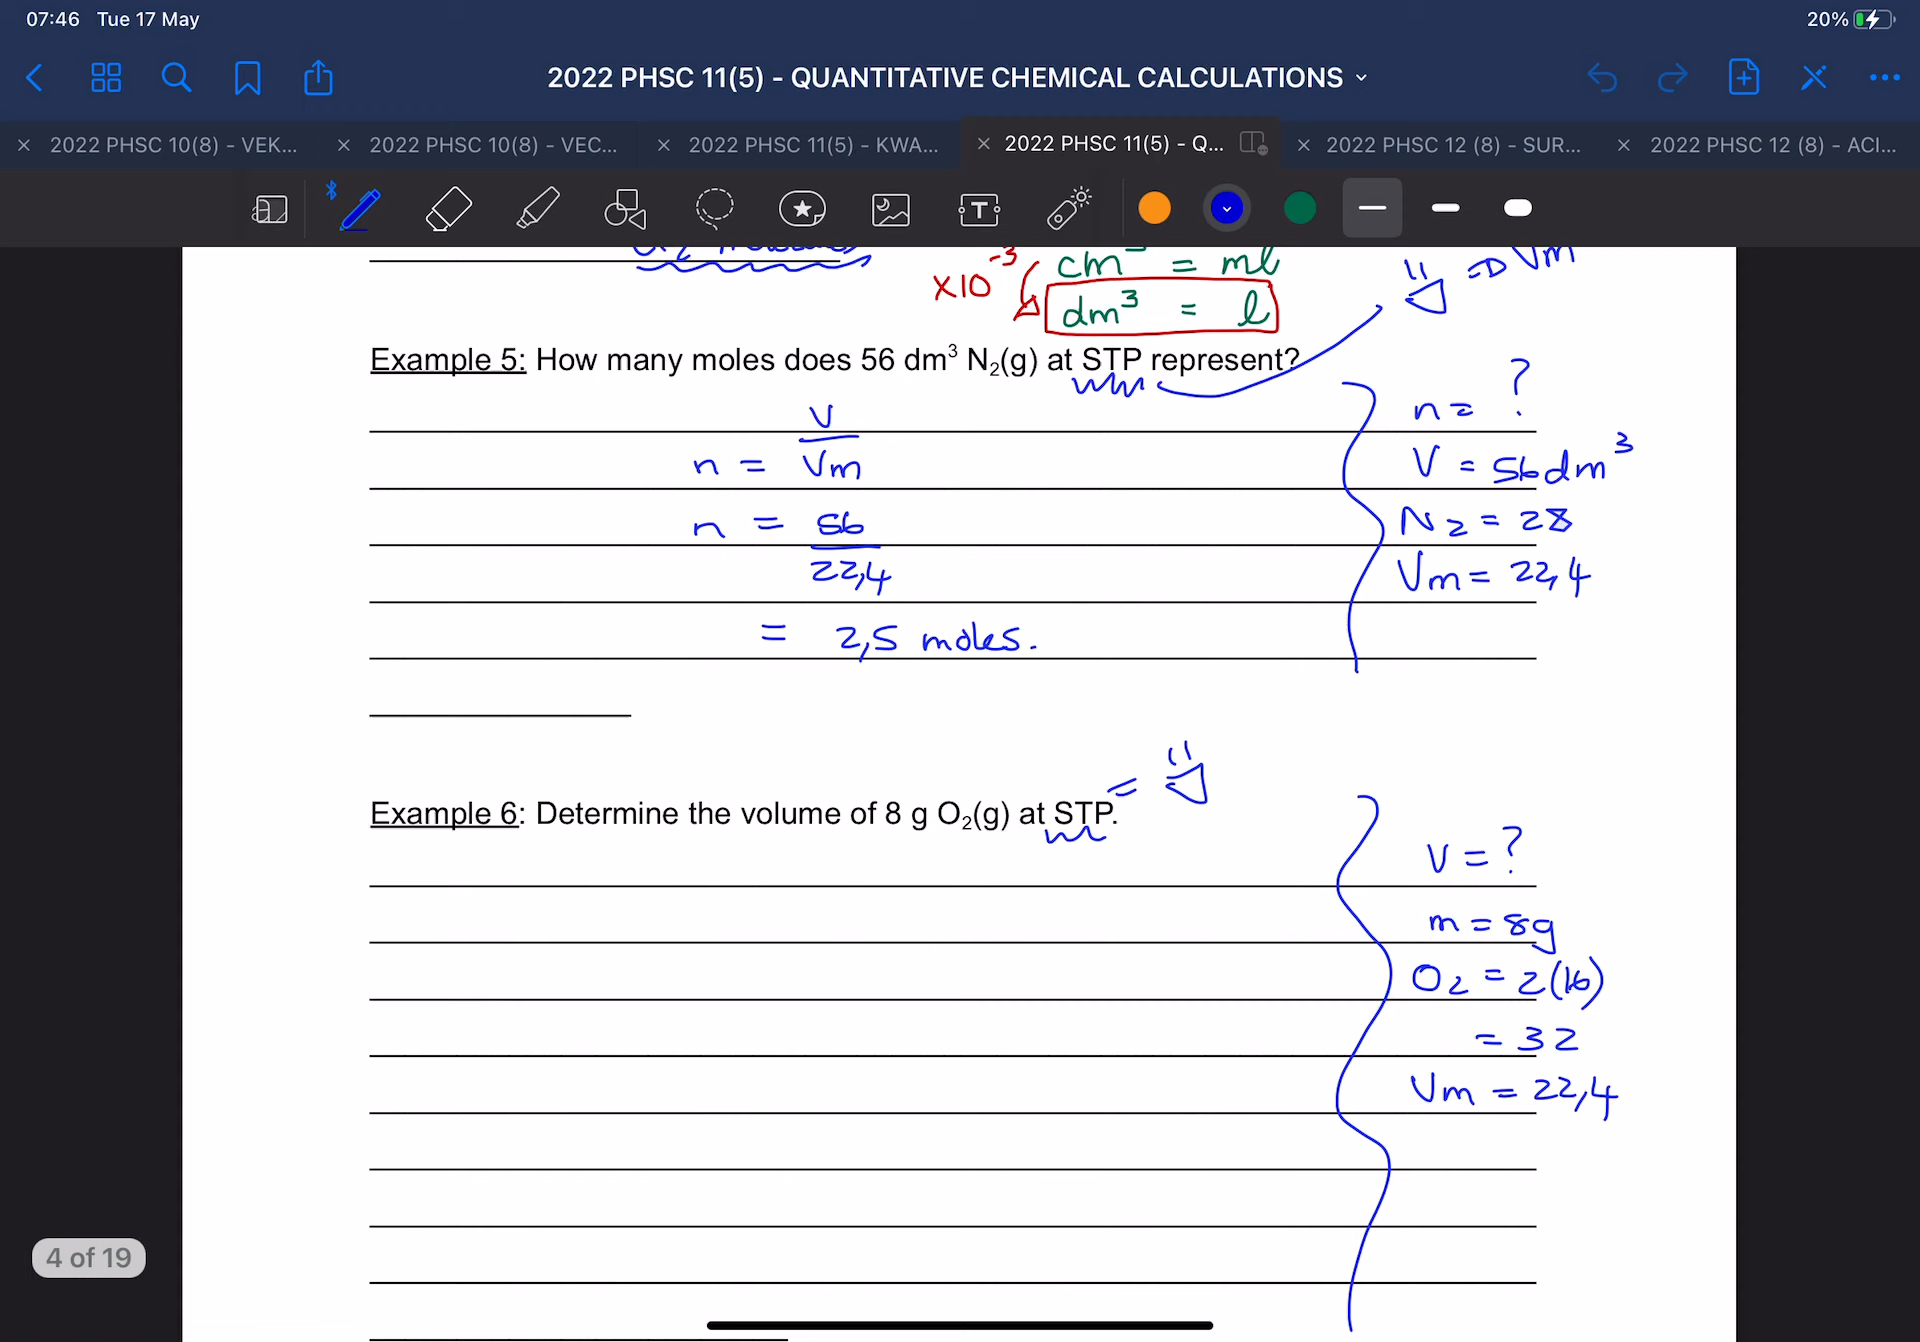 07:46 Tue 17 May
20%
2022 PHSC 11(5) - QUANTITATIVE CHEMICAL CALCULATIONS
2022 PHSC 10(8) - VEK...
2022 PHSC 10(8) - VEC...
2022 PHSC 11(5) - KWA...
2022 PHSC 11(5) - Q...
2022 PHSC 12 (8) - SUR...
2022 PHSC 12 (8) - ACI...
×10⁻³
cm³ = ml
dm³ = l
⇒ Vm
Example 5: How many moles does 56 dm³ N₂(g) at STP represent?
n = V/Vm
n = 56/22,4
= 2,5 moles.
n = ?
V = 56dm³
N₂ = 28
Vm = 22,4
Example 6: Determine the volume of 8 g O₂(g) at STP.
=
V = ?
m = 8g
O₂ = 2(16)
= 32
Vm = 22,4
4 of 19